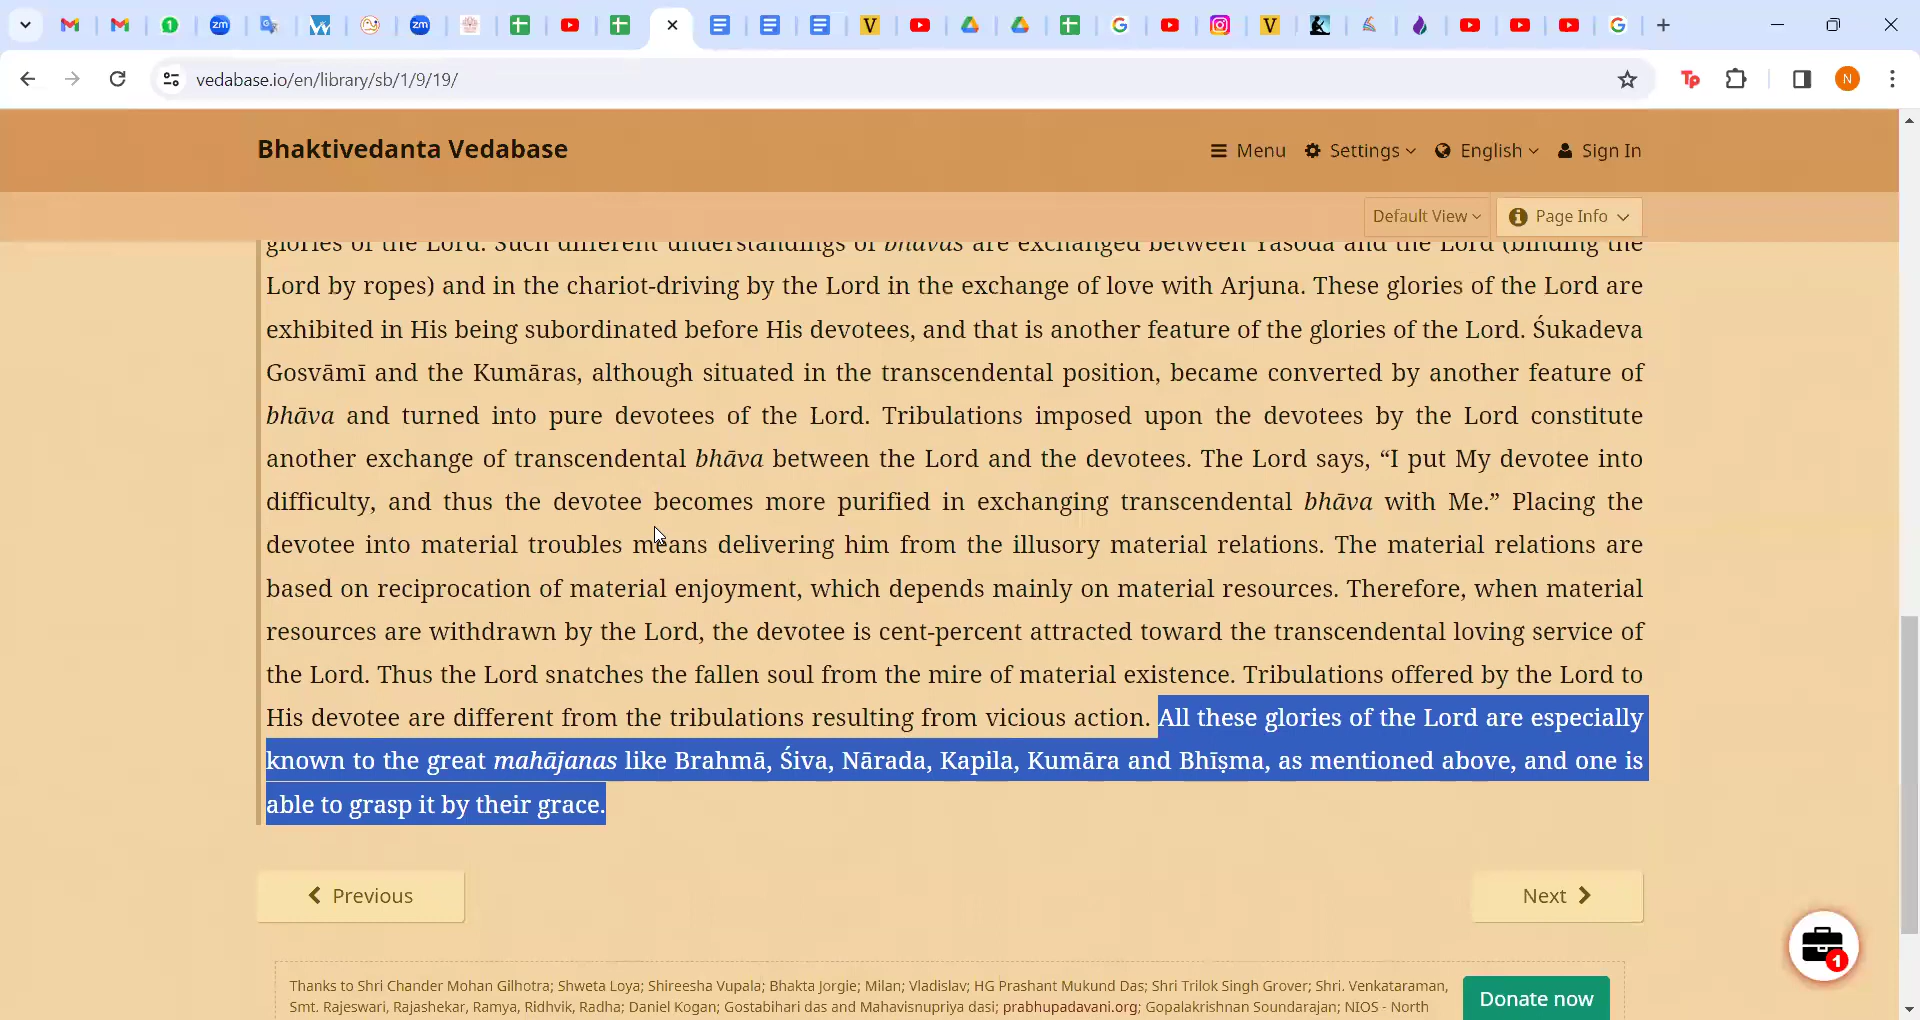 vedabase.io/en/library/sb/1/9/19/
Bhaktivedanta Vedabase
Menu Settings English Sign In
Default View Page Info
glories of the Lord. Such different understandings of bhāvas are exchanged between Yaśodā and the Lord (binding the
Lord by ropes) and in the chariot-driving by the Lord in the exchange of love with Arjuna. These glories of the Lord are
exhibited in His being subordinated before His devotees, and that is another feature of the glories of the Lord. Śukadeva
Gosvāmī and the Kumāras, although situated in the transcendental position, became converted by another feature of
bhāva and turned into pure devotees of the Lord. Tribulations imposed upon the devotees by the Lord constitute
another exchange of transcendental bhāva between the Lord and the devotees. The Lord says, “I put My devotee into
difficulty, and thus the devotee becomes more purified in exchanging transcendental bhāva with Me.” Placing the
devotee into material troubles means delivering him from the illusory material relations. The material relations are
based on reciprocation of material enjoyment, which depends mainly on material resources. Therefore, when material
resources are withdrawn by the Lord, the devotee is cent-percent attracted toward the transcendental loving service of
the Lord. Thus the Lord snatches the fallen soul from the mire of material existence. Tribulations offered by the Lord to
His devotee are different from the tribulations resulting from vicious action. All these glories of the Lord are especially
known to the great mahājanas like Brahmā, Śiva, Nārada, Kapila, Kumāra and Bhīṣma, as mentioned above, and one is
able to grasp it by their grace.
Previous
Next
1
Thanks to Shri Chander Mohan Gilhotra; Shweta Loya; Shireesha Vupala; Bhakta Jorgie; Milan; Vladislav; HG Prashant Mukund Das; Shri Trilok Singh Grover; Shri. Venkataraman,
Smt. Rajeswari, Rajashekar, Ramya, Ridhvik, Radha; Daniel Kogan; Gostabihari das and Mahavisnupriya dasi; prabhupadavani.org; Gopalakrishnan Soundarajan; NIOS - North
Donate now